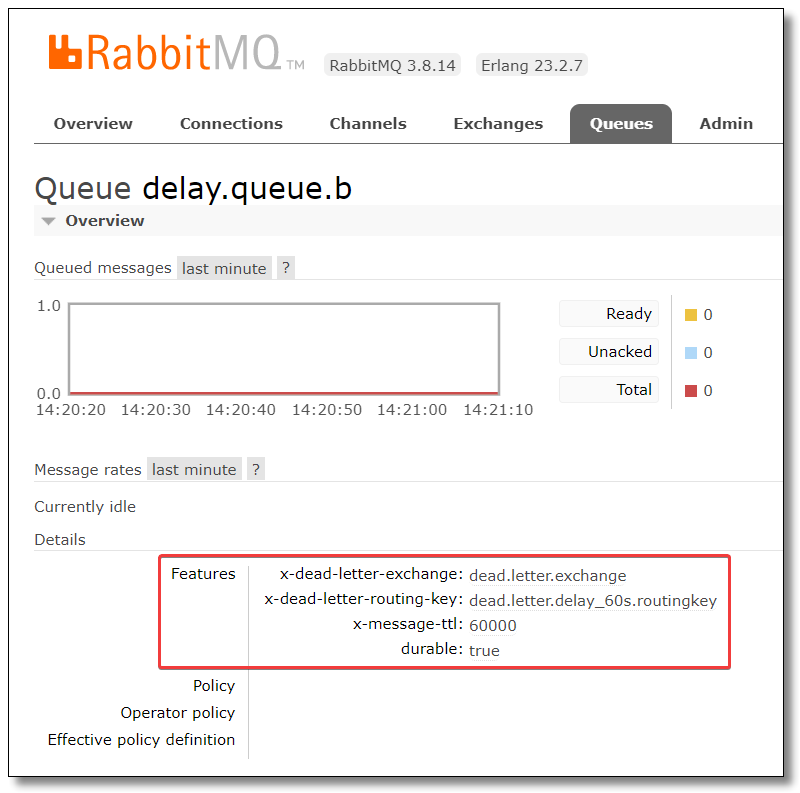 RabbitMQ TM RabbitMQ 3.8.14 Erlang 23.2.7
Overview Connections Channels Exchanges Queues Admin
Queue delay.queue.b
Overview
Queued messages last minute ?
1.0
0.0
14:20:20 14:20:30 14:20:40 14:20:50 14:21:00 14:21:10
Ready 0
Unacked 0
Total 0
Message rates last minute ?
Currently idle
Details
Features x-dead-letter-exchange: dead.letter.exchange
x-dead-letter-routing-key: dead.letter.delay_60s.routingkey
x-message-ttl: 60000
durable: true
Policy
Operator policy
Effective policy definition